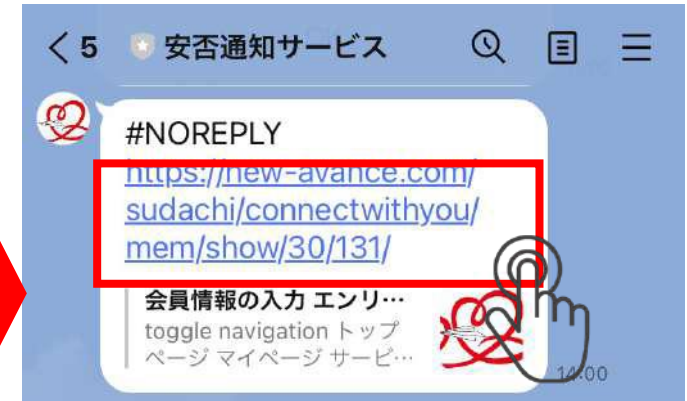 5 安否通知サービス
#NOREPLY
https://new-avance.com/
sudachi/connectwithyou/
mem/show/30/131/
会員情報の入力 エンリ…
toggle navigation トップ
ページ マイページ サービ…
14:00